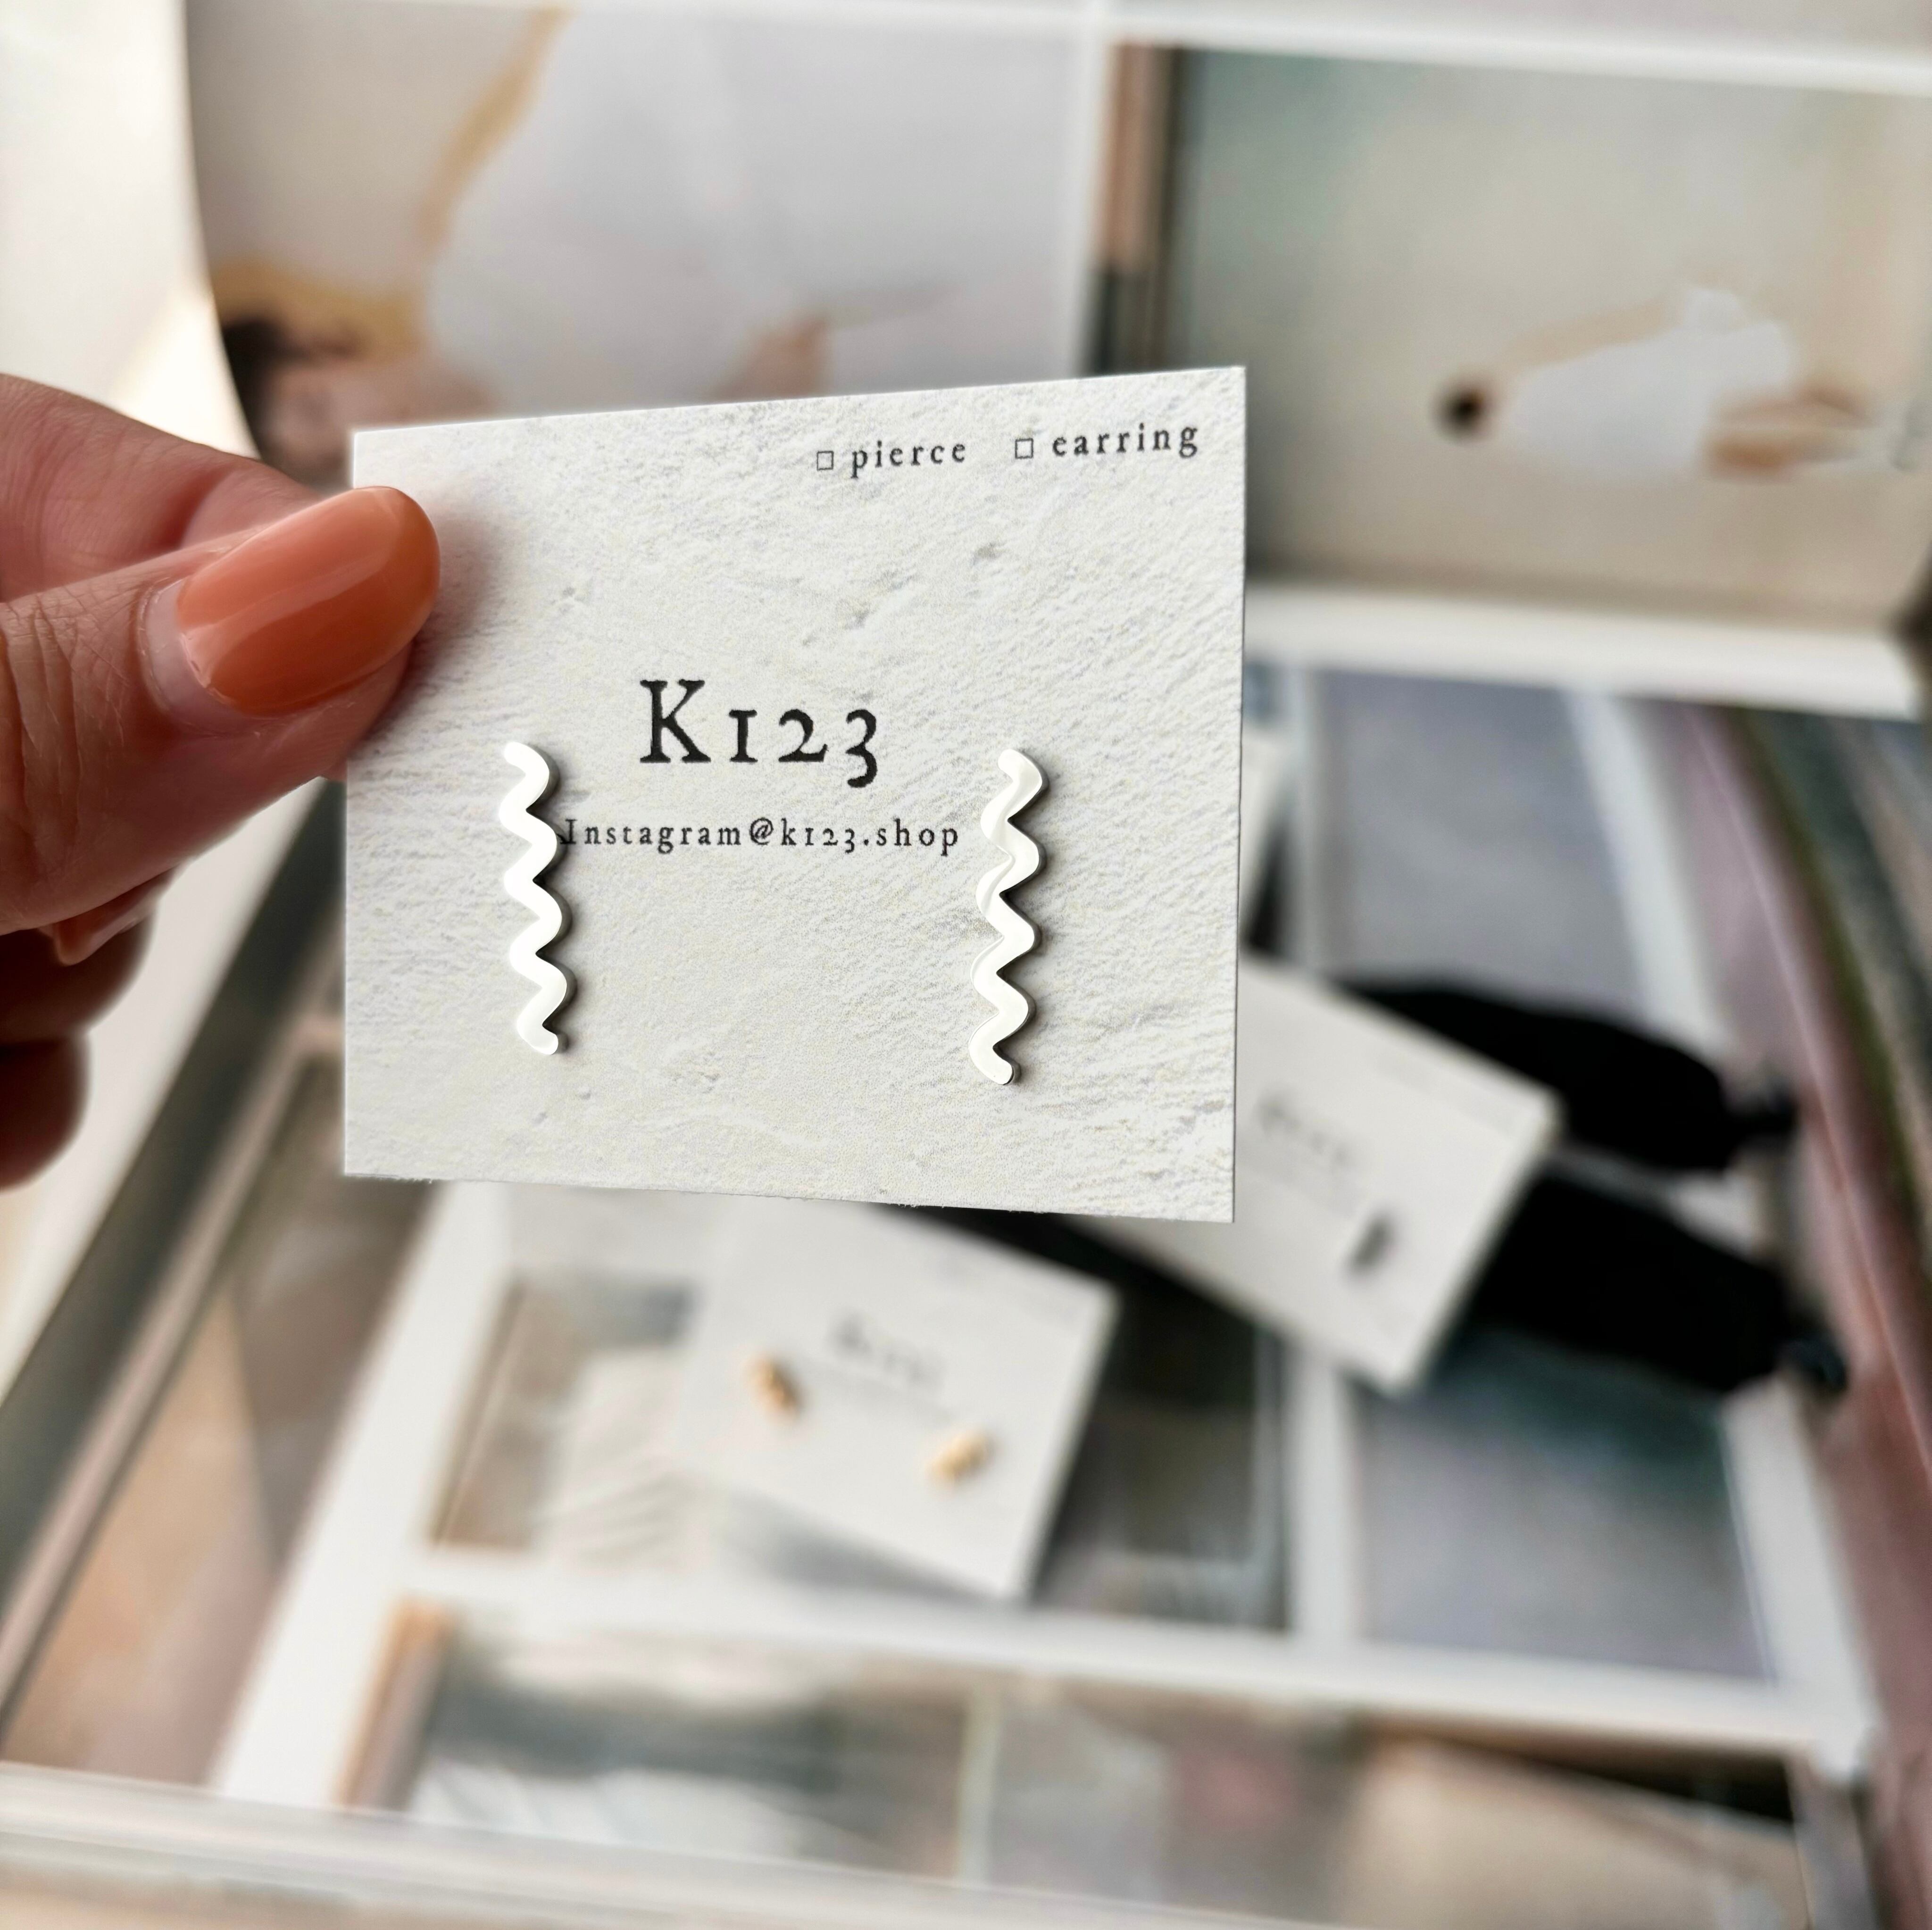 □ pierce □ earring
K123
Instagram@k123.shop